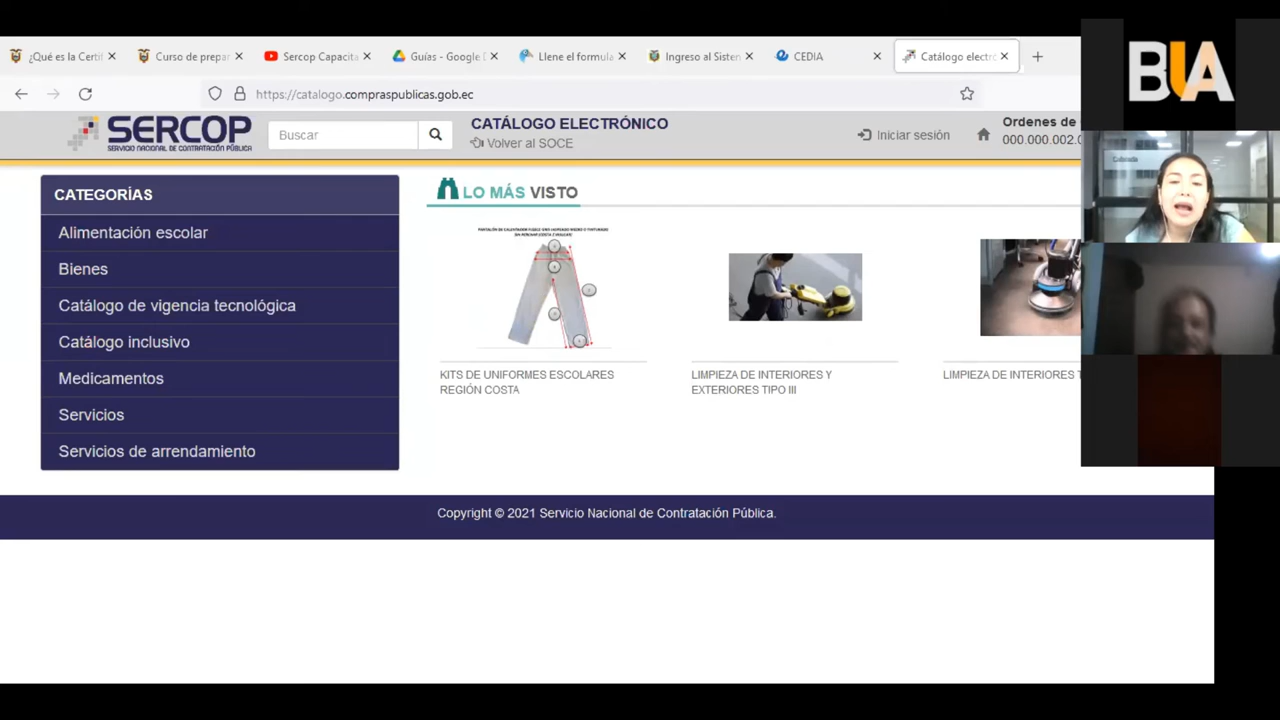 ¿Qué es la Certif
Curso de prepar
Sercop Capacita
Guías - Google D
Llene el formula
Ingreso al Sisten
CEDIA
Catálogo electró
https://catalogo.compraspublicas.gob.ec
BUA
SERCOP
SERVICIO NACIONAL DE CONTRATACIÓN PÚBLICA
Buscar
CATÁLOGO ELECTRÓNICO
Volver al SOCE
Iniciar sesión
Ordenes de
000.000.002.0
CATEGORÍAS
Alimentación escolar
Bienes
Catálogo de vigencia tecnológica
Catálogo inclusivo
Medicamentos
Servicios
Servicios de arrendamiento
LO MÁS VISTO
KITS DE UNIFORMES ESCOLARES
REGIÓN COSTA
LIMPIEZA DE INTERIORES Y
EXTERIORES TIPO III
LIMPIEZA DE INTERIORES T
Copyright © 2021 Servicio Nacional de Contratación Pública.